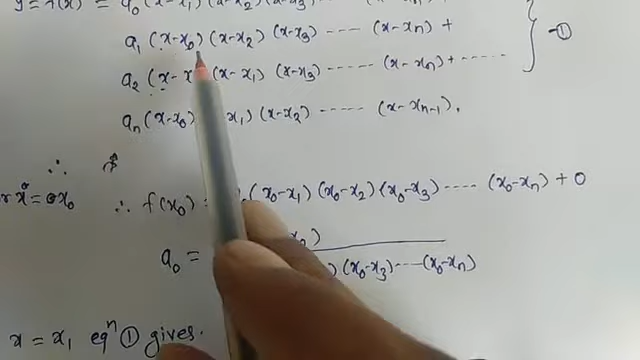 y = f(x) = a₀(x-x₁)(x-x₂)(x-x₃)
a₁ (x-x₀) (x-x₂) (x-x₃) ---- (x-xₙ) +
a₂ (x-x (x-x₁) (x-x₃) ----- (x-xₙ) + ----- } -①
aₙ (x-x₀) x₁) (x-x₂) ----- (x-xₙ₋₁).
∴
x = x₀ ∴ f(x₀) = (x₀-x₁) (x₀-x₂) (x₀-x₃) ---- (x₀-xₙ) + 0
a₀ =
) (x₀-x₃) ---- (x₀-xₙ)
x = x₁ eqⁿ ① gives.